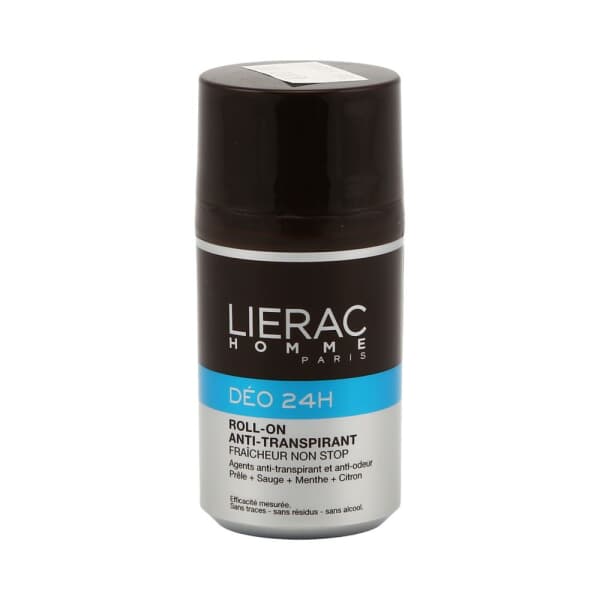 LIERAC
HOMME
PARIS
DÉO 24H
ROLL-ON
ANTI-TRANSPIRANT
FRAÎCHEUR NON STOP
Agents anti-transpirant et anti-odeur
Prêle + Sauge + Menthe + Citron
Efficacité mesurée.
Sans traces - sans résidus - sans alcool.